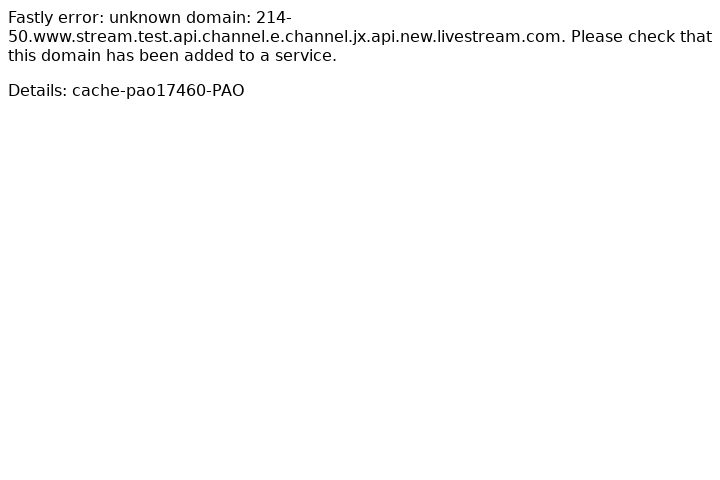 Fastly error: unknown domain: 214-
50.www.stream.test.api.channel.e.channel.jx.api.new.livestream.com. Please check that
this domain has been added to a service.
Details: cache-pao17460-PAO